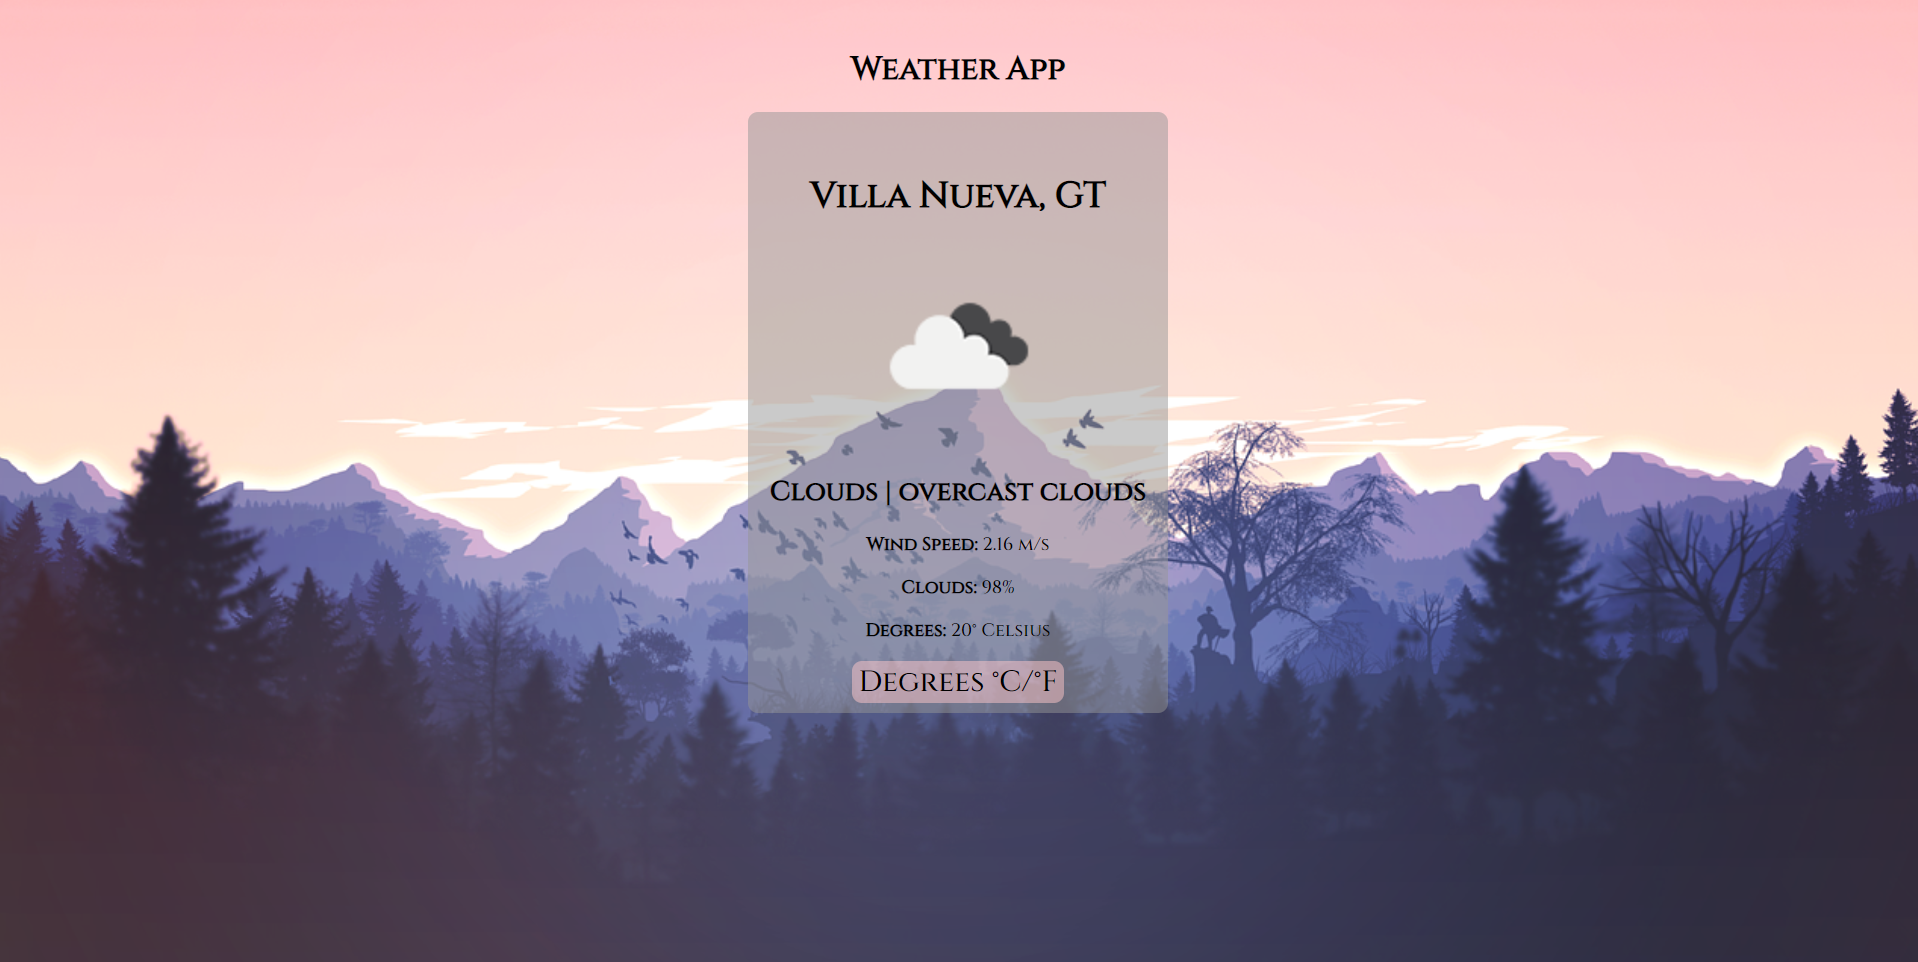 Weather App
Villa Nueva, GT
Clouds | overcast clouds
Wind Speed: 2.16 m/s
Clouds: 98%
Degrees: 20° Celsius
Degrees °C/°F